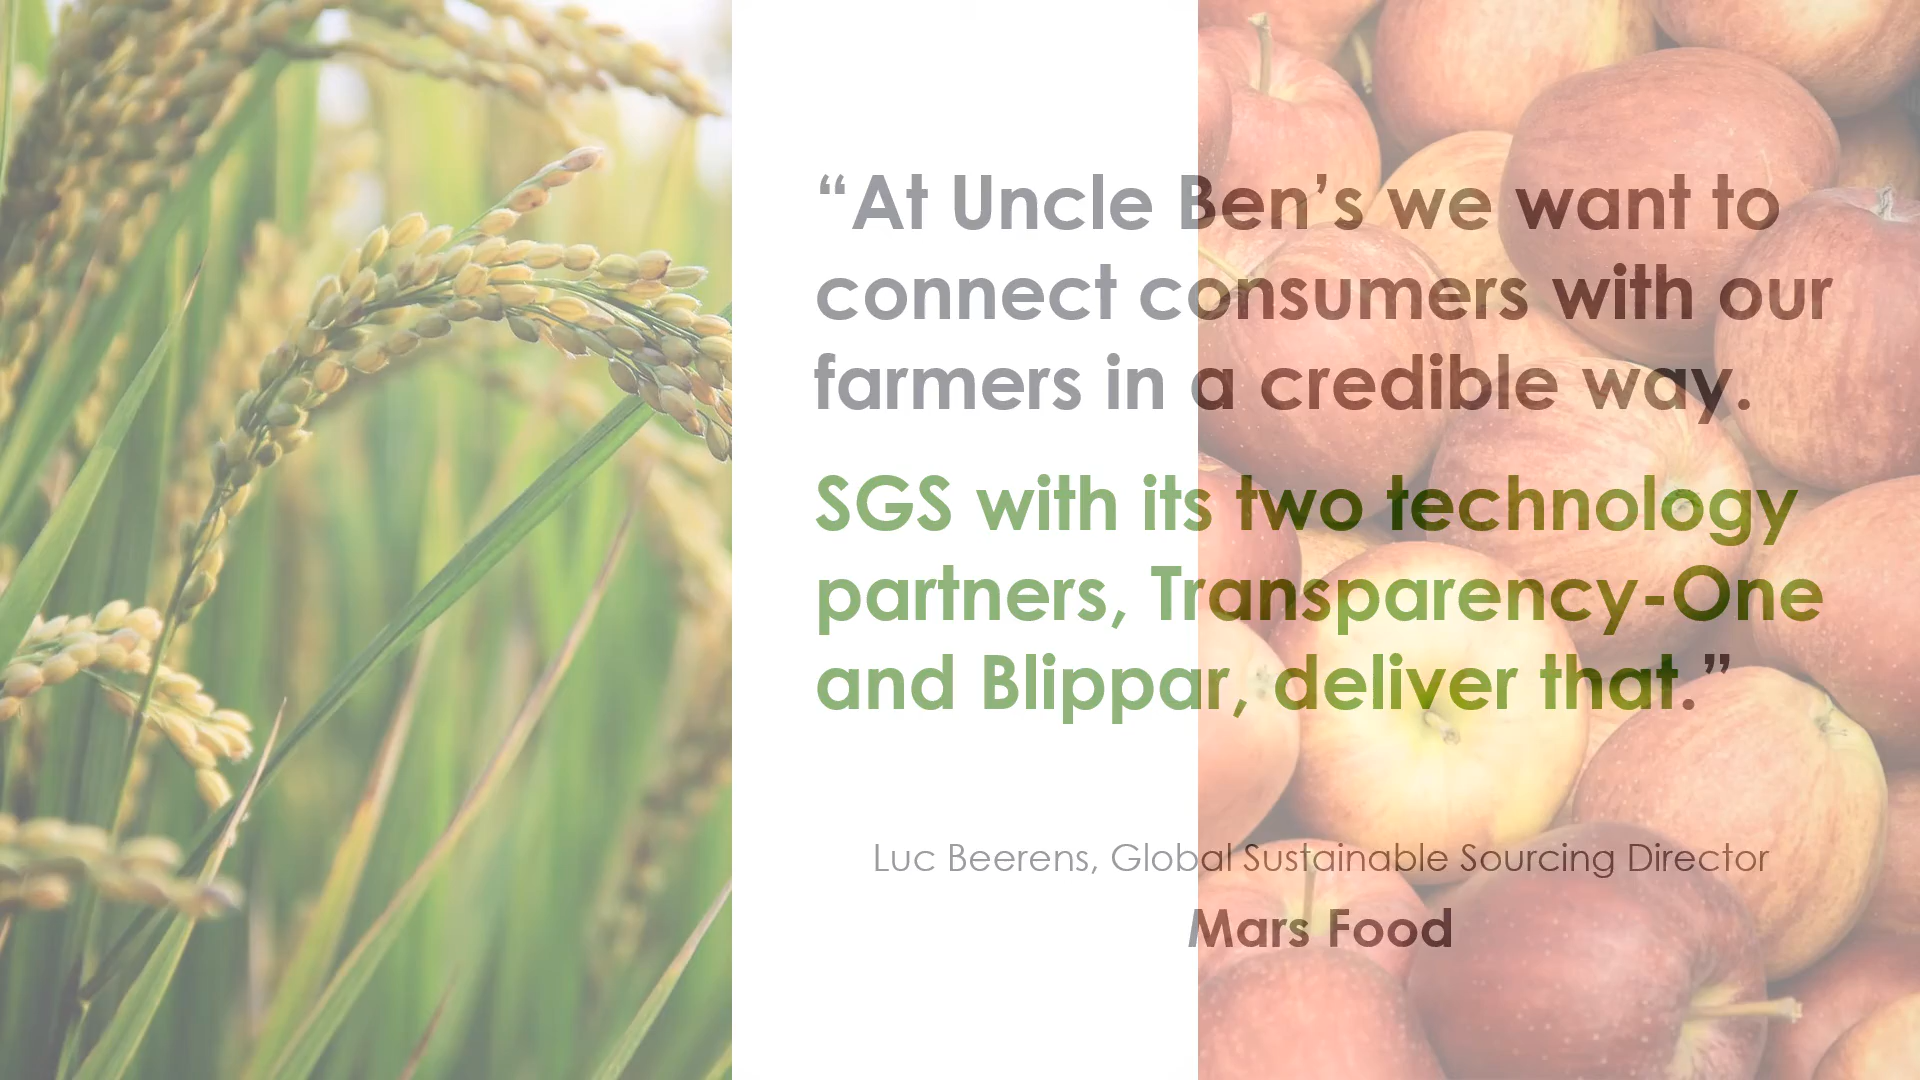 “At Uncle Ben’s we want to
connect consumers with our
farmers in a credible way.
SGS with its two technology
partners, Transparency-One
and Blippar, deliver that.”
Luc Beerens, Global Sustainable Sourcing Director
Mars Food